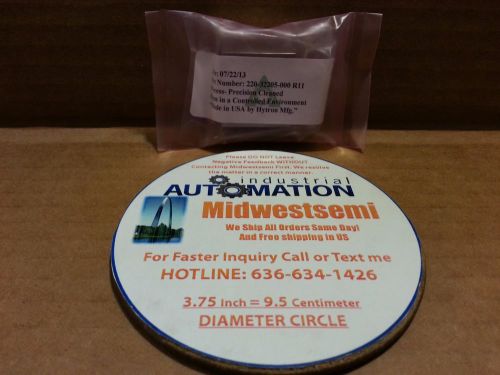 07/22/13
Number: 220-32205-000 R11
Precision Cleaned
in a Controlled Environment
in USA by Hytron Mfg."
Please DO NOT Leave
Negative Feedback WITHOUT
Contacting Midwestsemi First. We resolve
the matter in a correct manner.
industrial
AUTOMATION
Midwestsemi
We Ship All Orders Same Day!
And Free shipping in US
For Faster Inquiry Call or Text me
HOTLINE: 636-634-1426
3.75 Inch = 9.5 Centimeter
DIAMETER CIRCLE